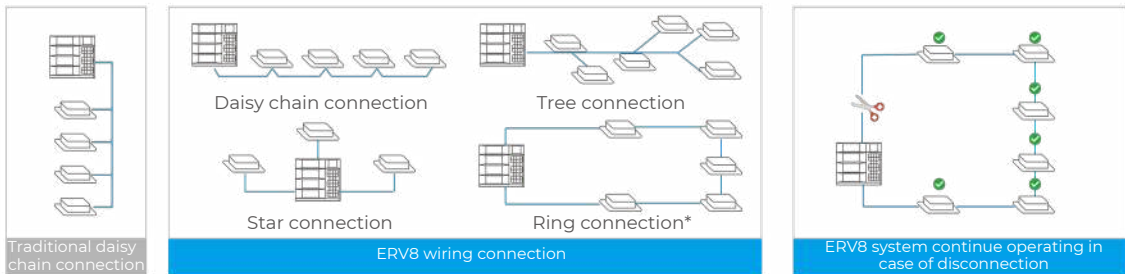 Daisy chain connection
Tree connection
Star connection
Ring connection*
Traditional daisy
chain connection
ERV8 wiring connection
ERV8 system continue operating in
case of disconnection